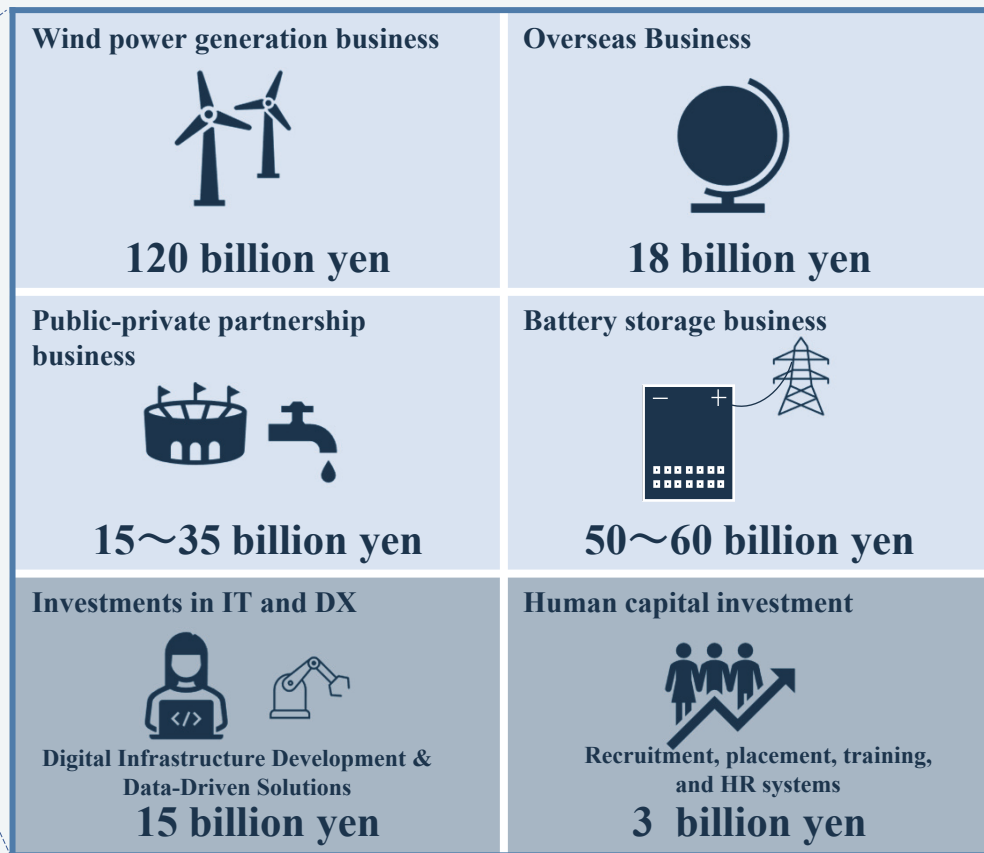 Wind power generation business
120 billion yen
Overseas Business
18 billion yen
Public-private partnership
business
15～35 billion yen
Battery storage business
− +
50～60 billion yen
Investments in IT and DX
</>
Digital Infrastructure Development &
Data-Driven Solutions
15 billion yen
Human capital investment
Recruitment, placement, training,
and HR systems
3 billion yen